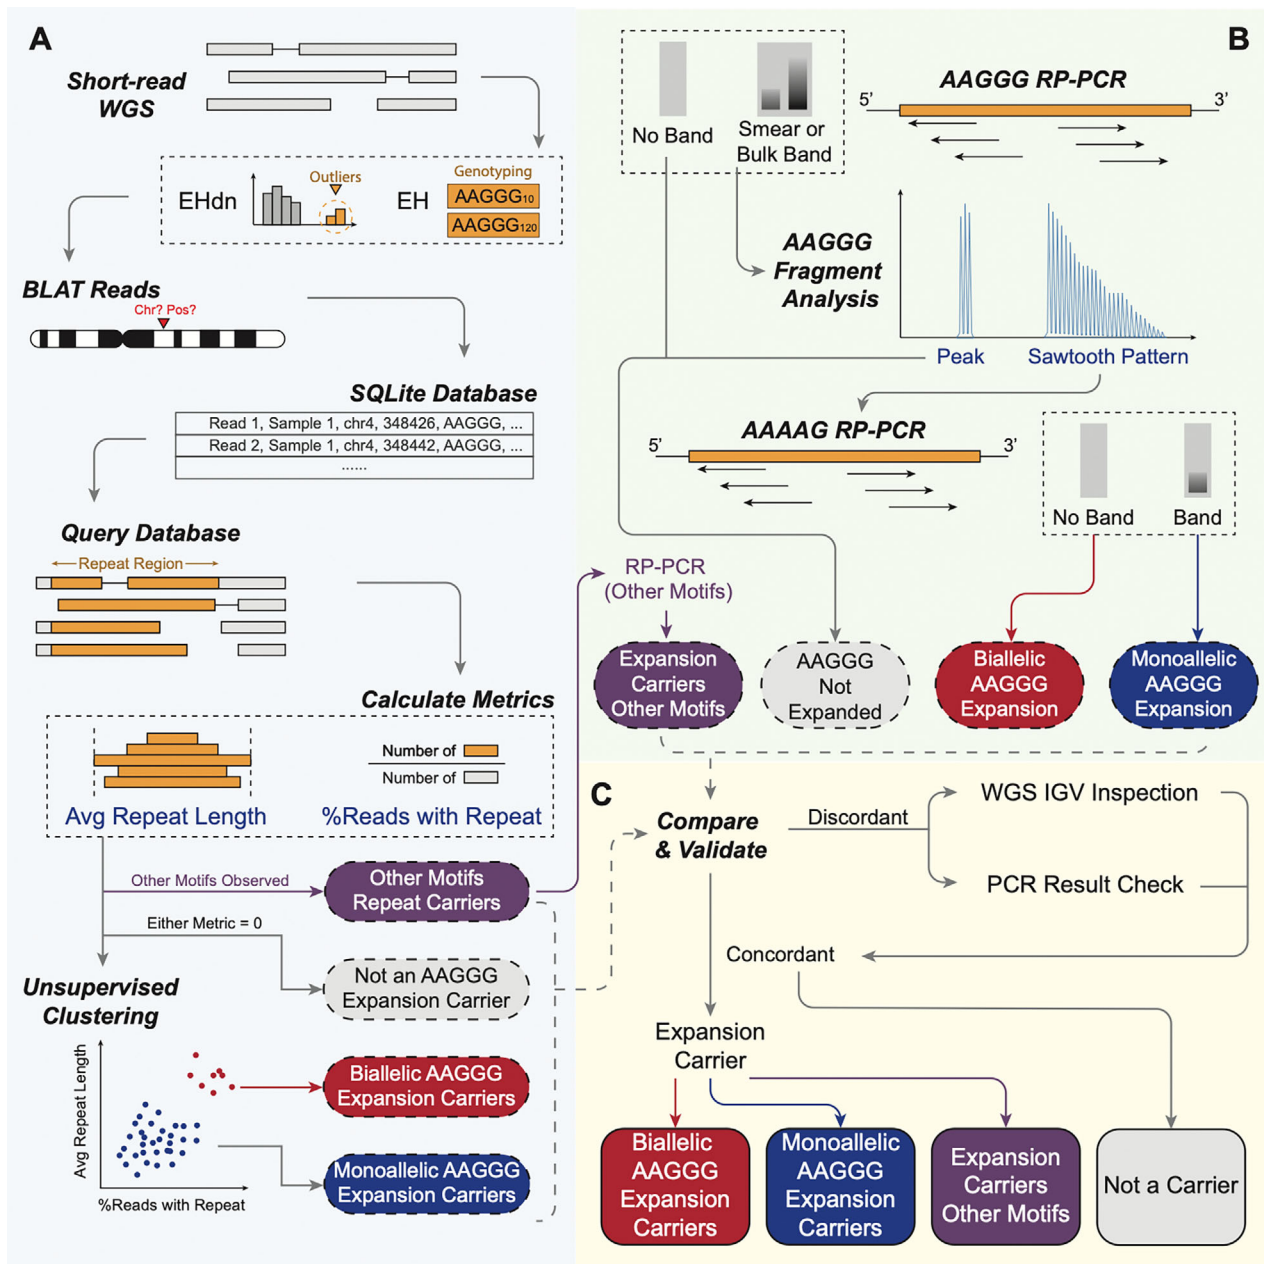 A
Short-read
WGS
EHdn
Outliers
EH
Genotyping
AAGGG10
AAGGG120
BLAT Reads
Chr? Pos?
SQLite Database
Read 1, Sample 1, chr4, 348426, AAGGG, ...
Read 2, Sample 1, chr4, 348442, AAGGG, ...
......
Query Database
Repeat Region
Calculate Metrics
Avg Repeat Length
Number of
Number of
%Reads with Repeat
Other Motifs Observed
Other Motifs
Repeat Carriers
Either Metric = 0
Not an AAGGG
Expansion Carrier
Unsupervised
Clustering
Avg Repeat Length
%Reads with Repeat
Biallelic AAGGG
Expansion Carriers
Monoallelic AAGGG
Expansion Carriers
B
No Band
Smear or
Bulk Band
AAGGG RP-PCR
5’
3’
AAGGG
Fragment
Analysis
Peak
Sawtooth Pattern
AAAAG RP-PCR
5’
3’
No Band
Band
RP-PCR
(Other Motifs)
Expansion
Carriers
Other Motifs
AAGGG
Not
Expanded
Biallelic
AAGGG
Expansion
Monoallelic
AAGGG
Expansion
C
Compare
& Validate
Discordant
WGS IGV Inspection
PCR Result Check
Concordant
Expansion
Carrier
Biallelic
AAGGG
Expansion
Carriers
Monoallelic
AAGGG
Expansion
Carriers
Expansion
Carriers
Other Motifs
Not a Carrier